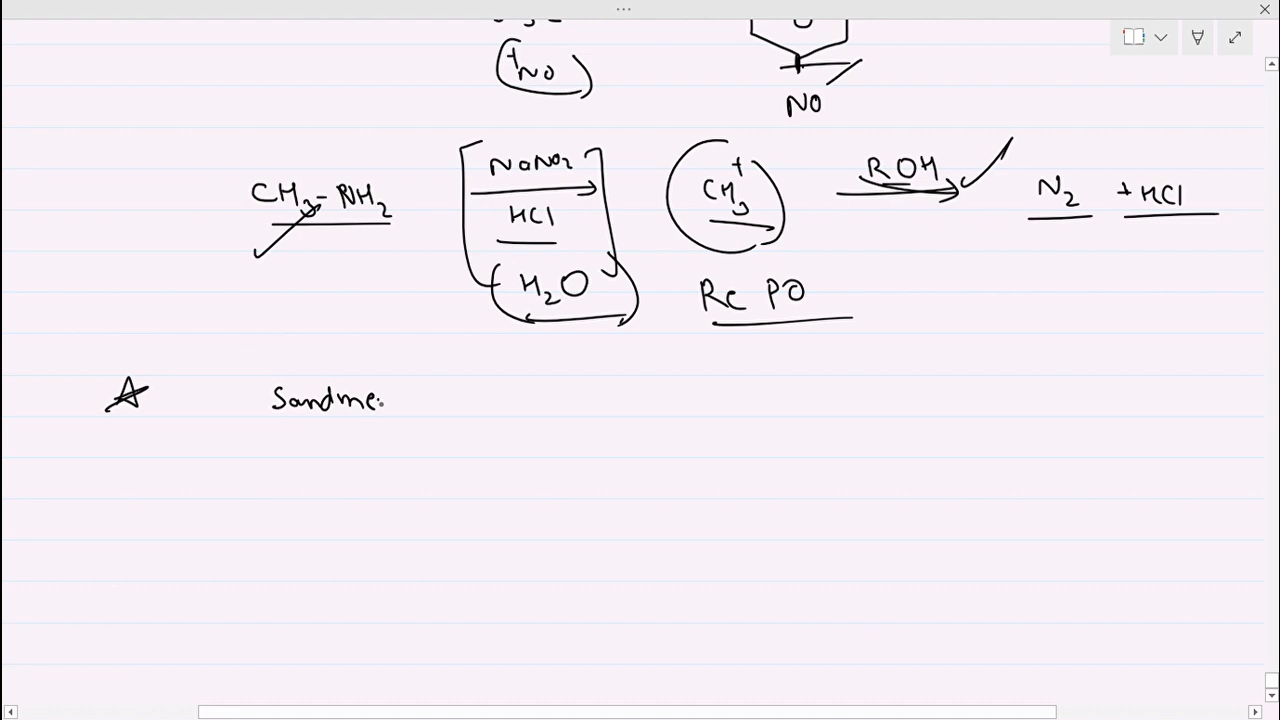 +NO
NO
CH3-NH2 NaNO2 CH3+ ROH N2 + HCl
HCl
H2O RC PO
Sandme